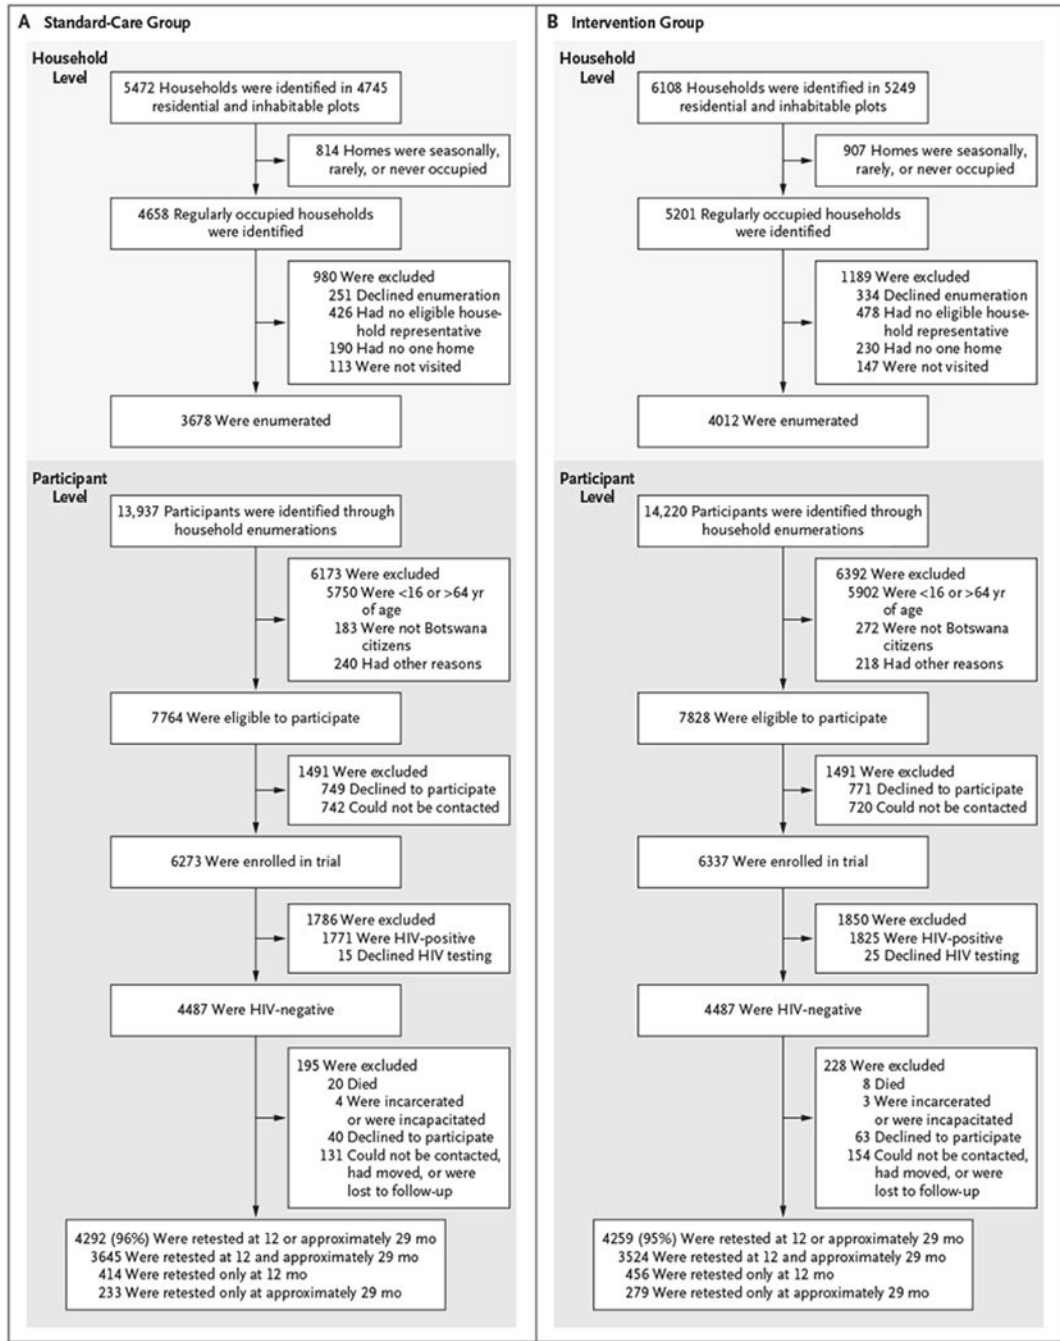 A Standard-Care Group
Household
Level
5472 Households were identified in 4745
residential and inhabitable plots
814 Homes were seasonally,
rarely, or never occupied
4658 Regularly occupied households
were identified
980 Were excluded
251 Declined enumeration
426 Had no eligible house-
hold representative
190 Had no one home
113 Were not visited
3678 Were enumerated
Participant
Level
13,937 Participants were identified through
household enumerations
6173 Were excluded
5750 Were <16 or >64 yr
of age
183 Were not Botswana
citizens
240 Had other reasons
7764 Were eligible to participate
1491 Were excluded
749 Declined to participate
742 Could not be contacted
6273 Were enrolled in trial
1786 Were excluded
1771 Were HIV-positive
15 Declined HIV testing
4487 Were HIV-negative
195 Were excluded
20 Died
4 Were incarcerated
or were incapacitated
40 Declined to participate
131 Could not be contacted,
had moved, or were
lost to follow-up
4292 (96%) Were retested at 12 or approximately 29 mo
3645 Were retested at 12 and approximately 29 mo
414 Were retested only at 12 mo
233 Were retested only at approximately 29 mo
B Intervention Group
Household
Level
6108 Households were identified in 5249
residential and inhabitable plots
907 Homes were seasonally,
rarely, or never occupied
5201 Regularly occupied households
were identified
1189 Were excluded
334 Declined enumeration
478 Had no eligible house-
hold representative
230 Had no one home
147 Were not visited
4012 Were enumerated
Participant
Level
14,220 Participants were identified through
household enumerations
6392 Were excluded
5902 Were <16 or >64 yr
of age
272 Were not Botswana
citizens
218 Had other reasons
7828 Were eligible to participate
1491 Were excluded
771 Declined to participate
720 Could not be contacted
6337 Were enrolled in trial
1850 Were excluded
1825 Were HIV-positive
25 Declined HIV testing
4487 Were HIV-negative
228 Were excluded
8 Died
3 Were incarcerated
or were incapacitated
63 Declined to participate
154 Could not be contacted,
had moved, or were
lost to follow-up
4259 (95%) Were retested at 12 or approximately 29 mo
3524 Were retested at 12 and approximately 29 mo
456 Were retested only at 12 mo
279 Were retested only at approximately 29 mo